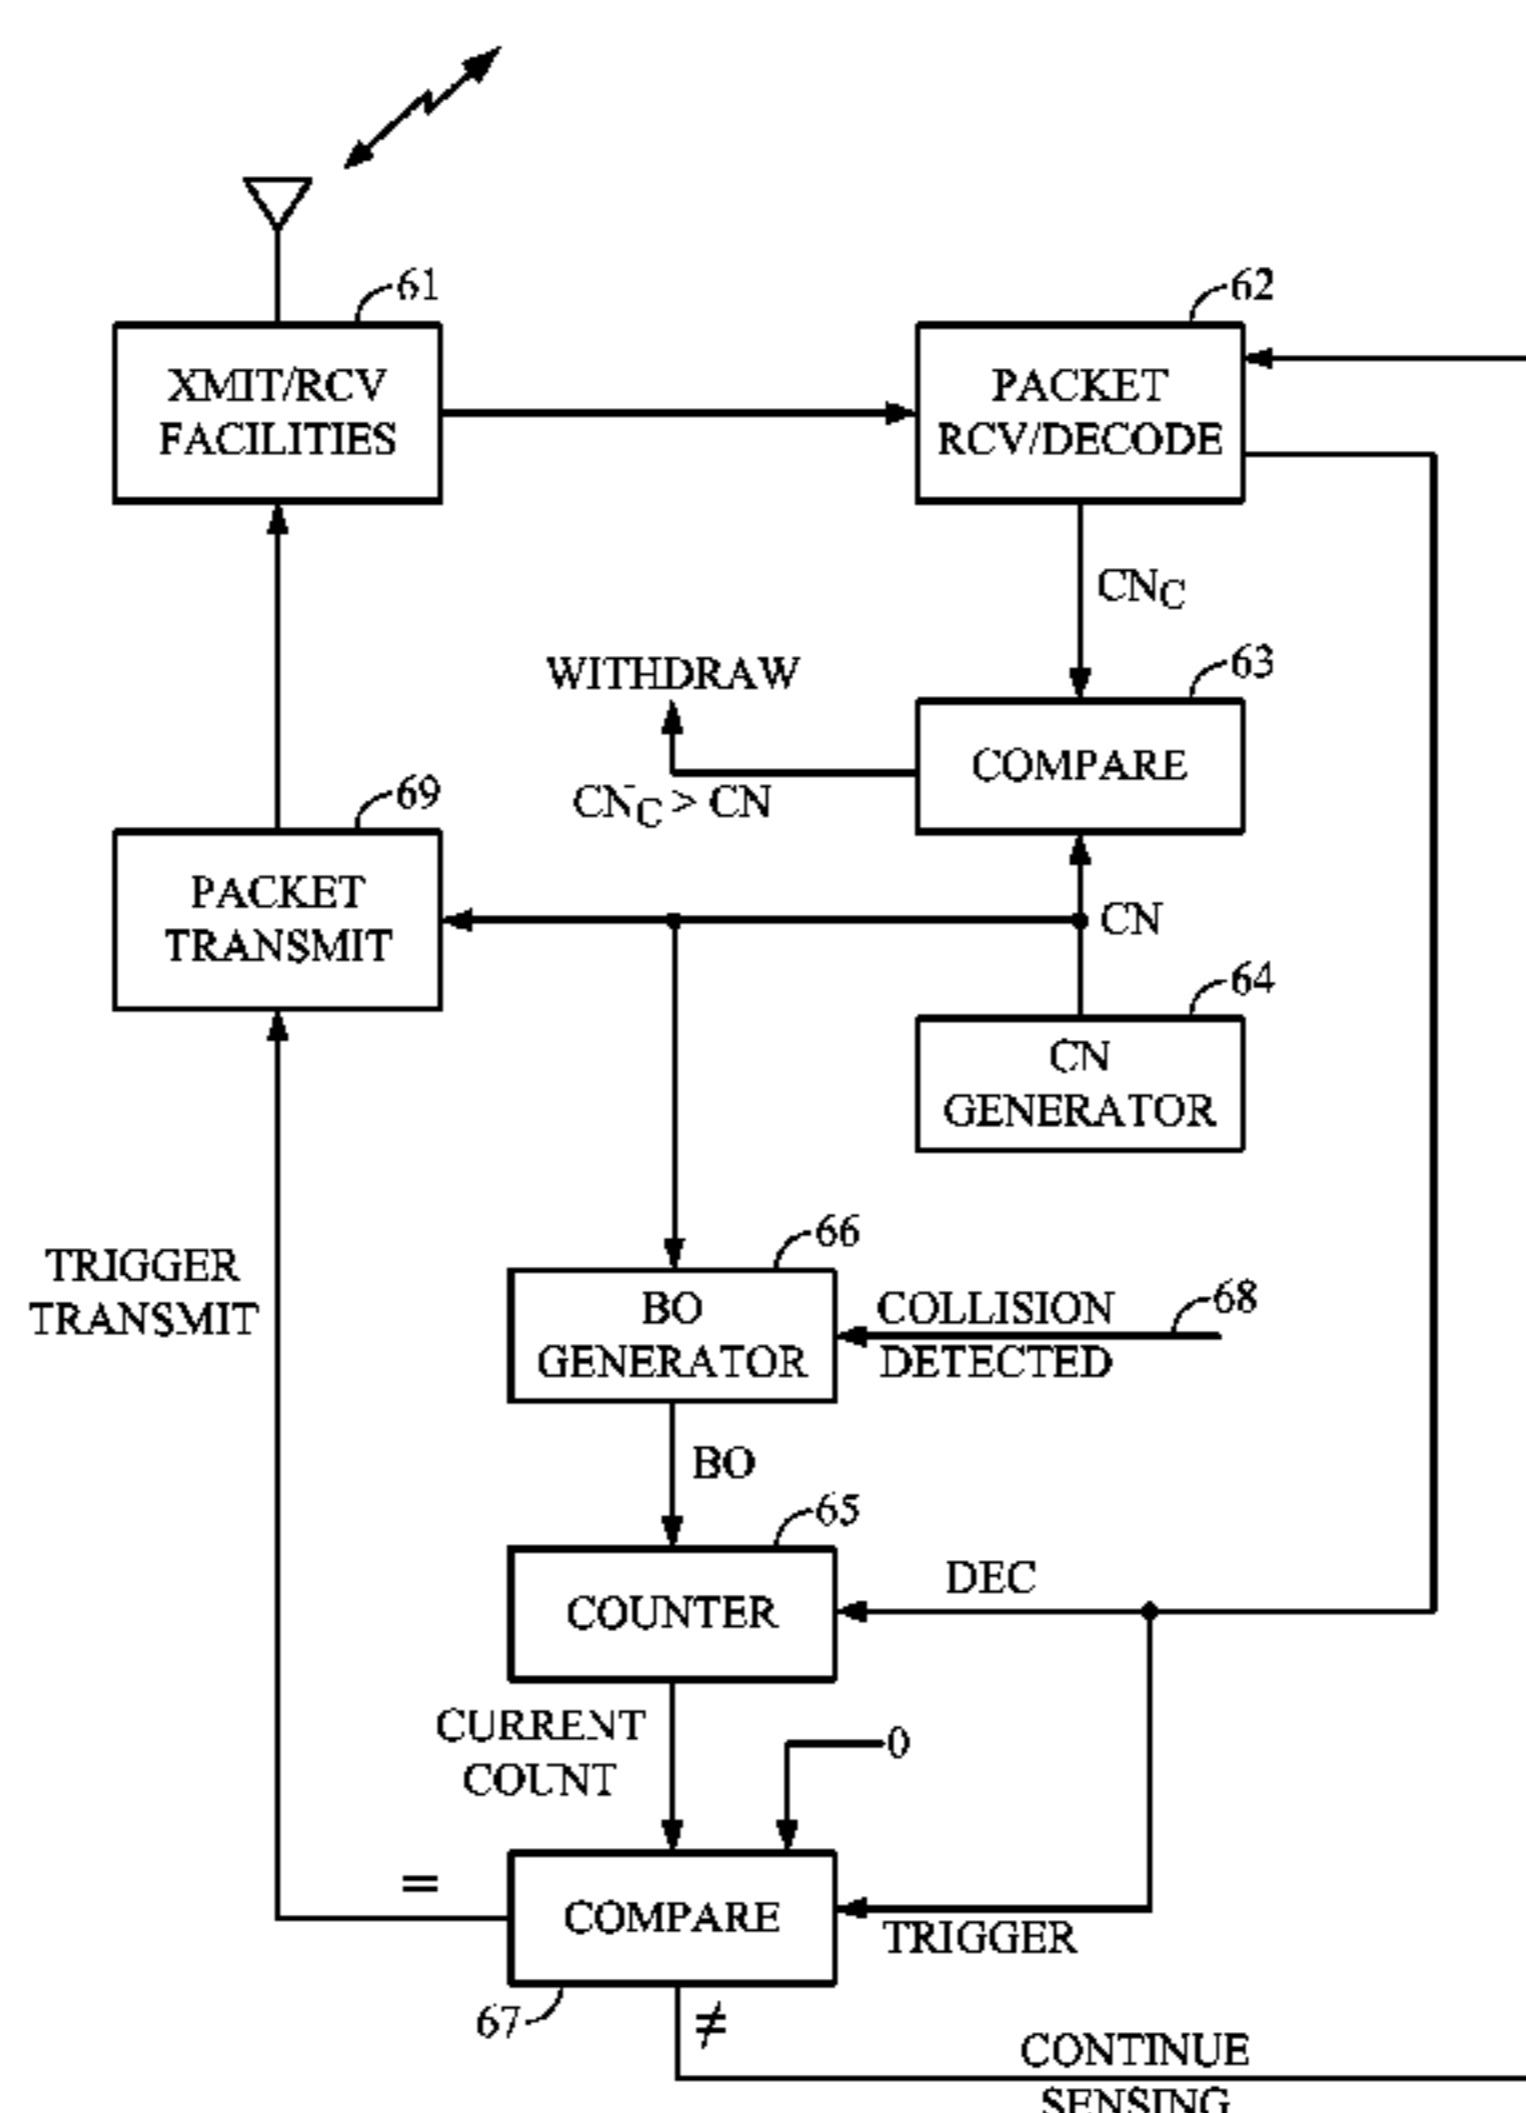 61
62
XMIT/RCV
FACILITIES
PACKET
RCV/DECODE
CNC
WITHDRAW
63
COMPARE
CNC > CN
69
PACKET
TRANSMIT
CN
64
CN
GENERATOR
66
TRIGGER
TRANSMIT
BO
GENERATOR
COLLISION
DETECTED
68
BO
65
COUNTER
DEC
CURRENT
COUNT
0
=
COMPARE
TRIGGER
67
≠
CONTINUE
SENSING